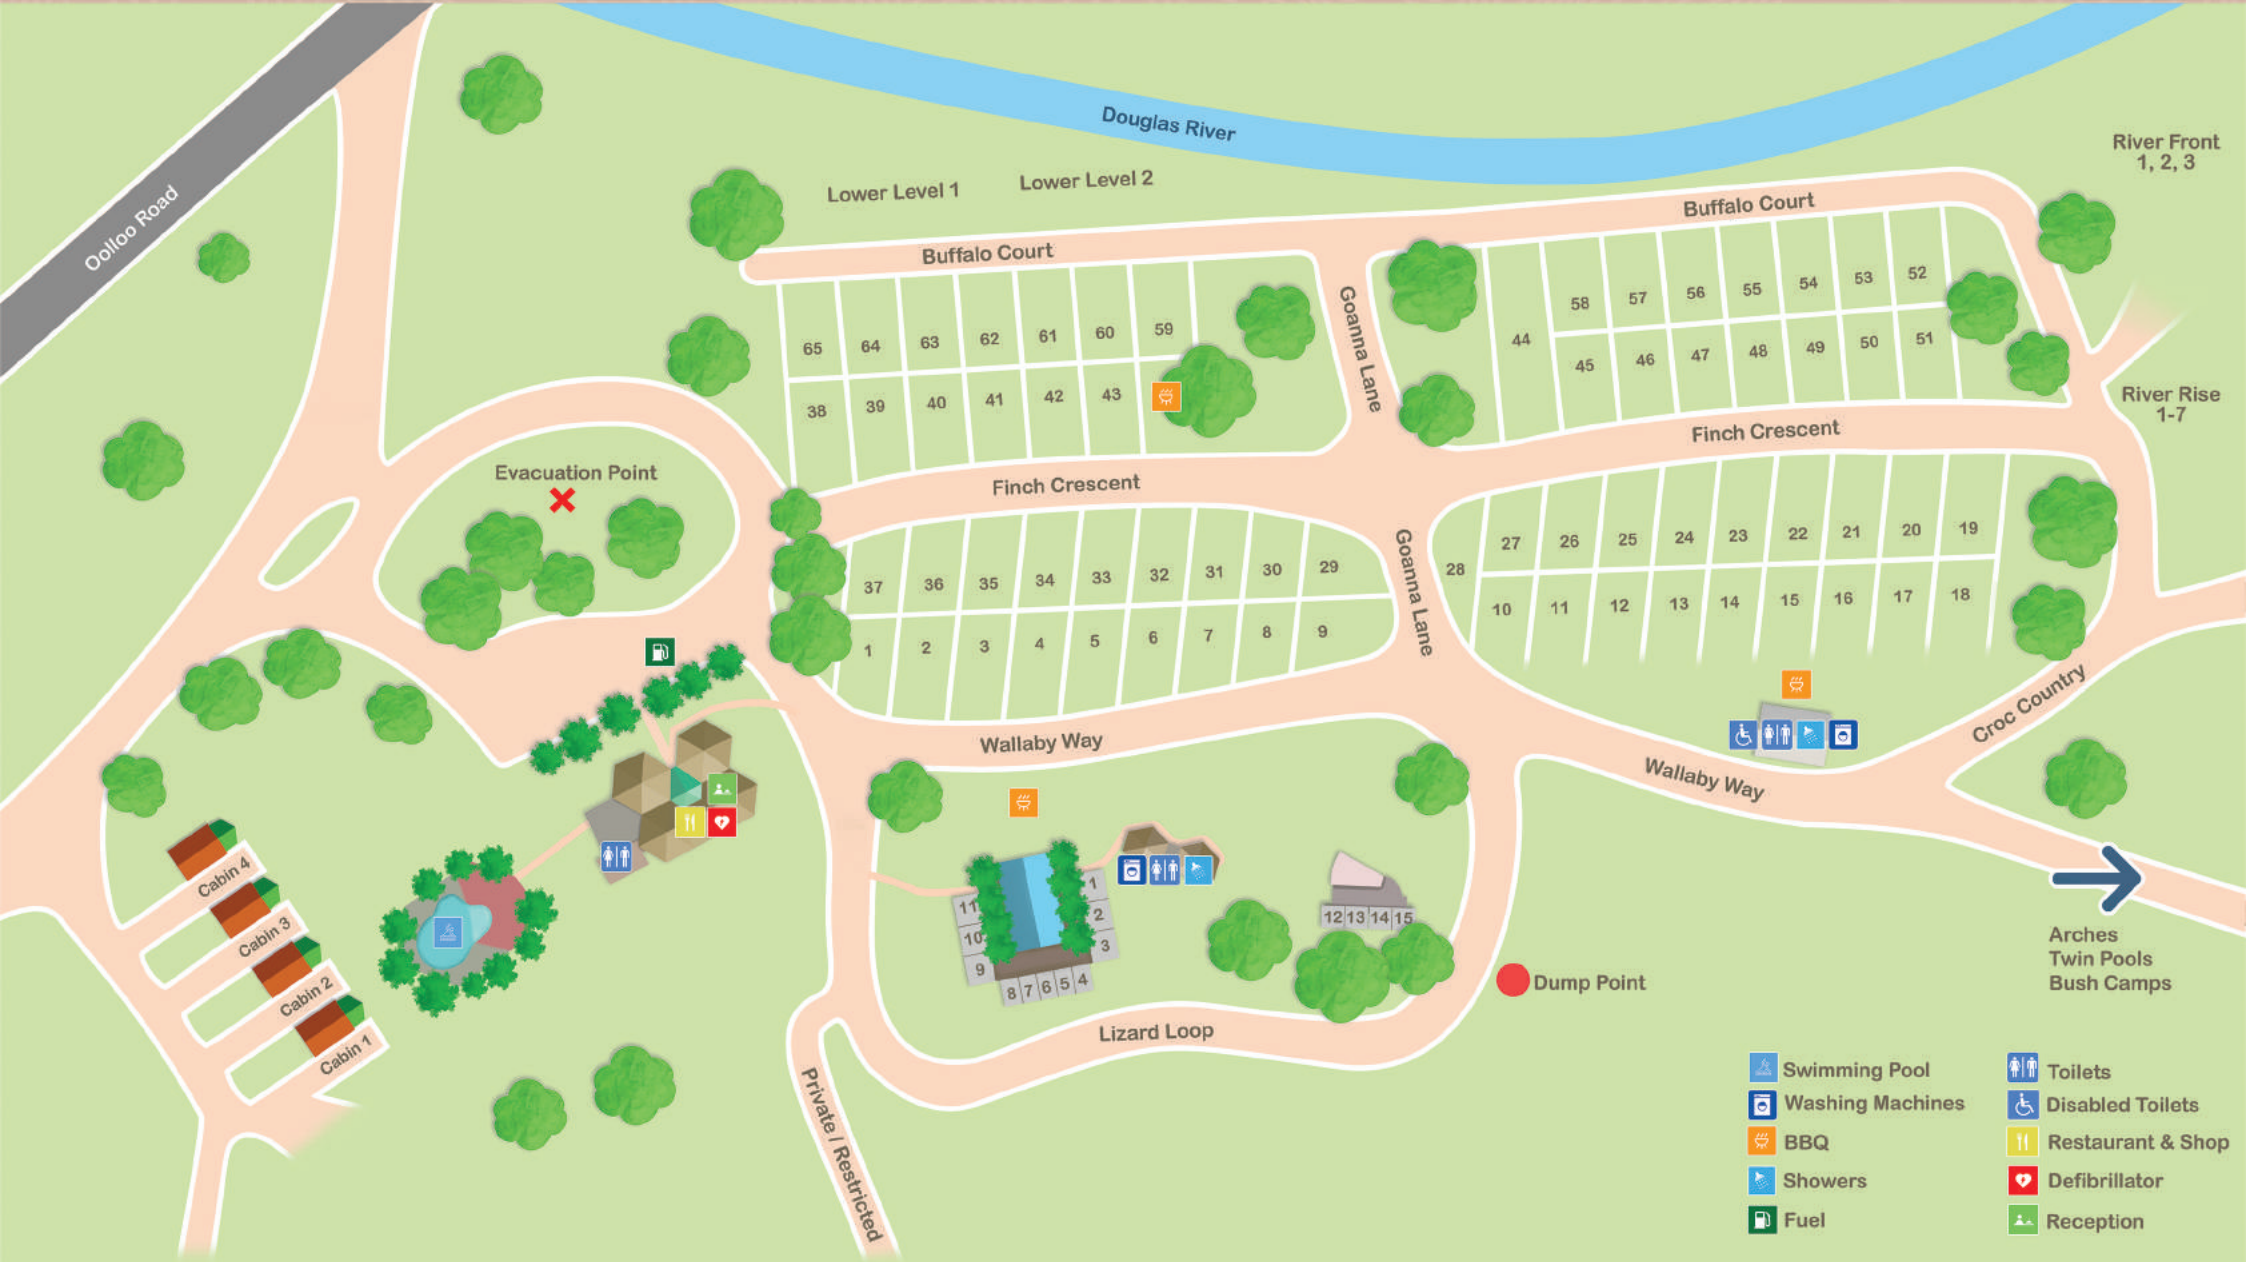 Oolloo Road
Douglas River
River Front
1, 2, 3
Lower Level 1
Lower Level 2
Buffalo Court
Buffalo Court
Goanna Lane
65 64 63 62 61 60 59
38 39 40 41 42 43
44
58 57 56 55 54 53 52
45 46 47 48 49 50 51
River Rise
1-7
Evacuation Point
Finch Crescent
Finch Crescent
Goanna Lane
37 36 35 34 33 32 31 30 29
1 2 3 4 5 6 7 8 9
28
27 26 25 24 23 22 21 20 19
10 11 12 13 14 15 16 17 18
Wallaby Way
Wallaby Way
Croc Country
Cabin 4
Cabin 3
Cabin 2
Cabin 1
11
10
9
8 7 6 5 4
1
2
3
12 13 14 15
Dump Point
Lizard Loop
Private / Restricted
Arches
Twin Pools
Bush Camps
Swimming Pool
Washing Machines
BBQ
Showers
Fuel
Toilets
Disabled Toilets
Restaurant & Shop
Defibrillator
Reception